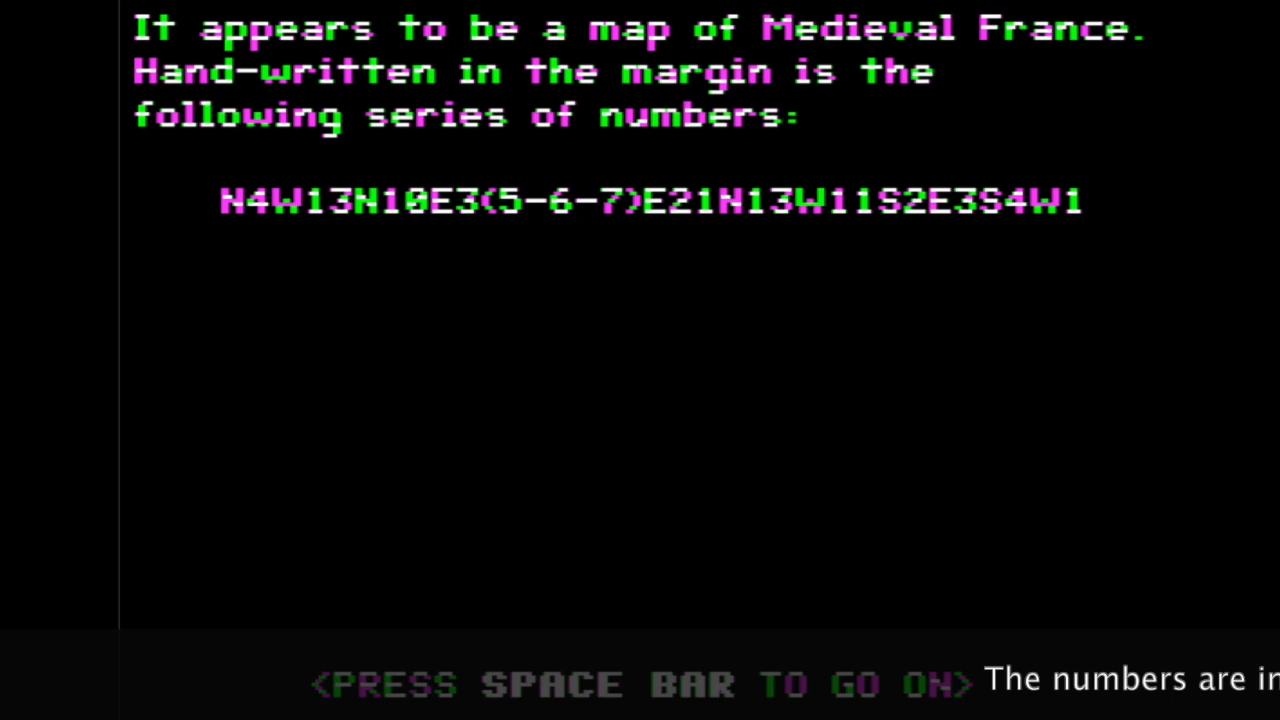 It appears to be a map of Medieval France.
Hand-written in the margin is the
following series of numbers:
N4W13N10E3(5-6-7)E21N13W11S2E3S4W1
<PRESS SPACE BAR TO GO ON>
The numbers are in